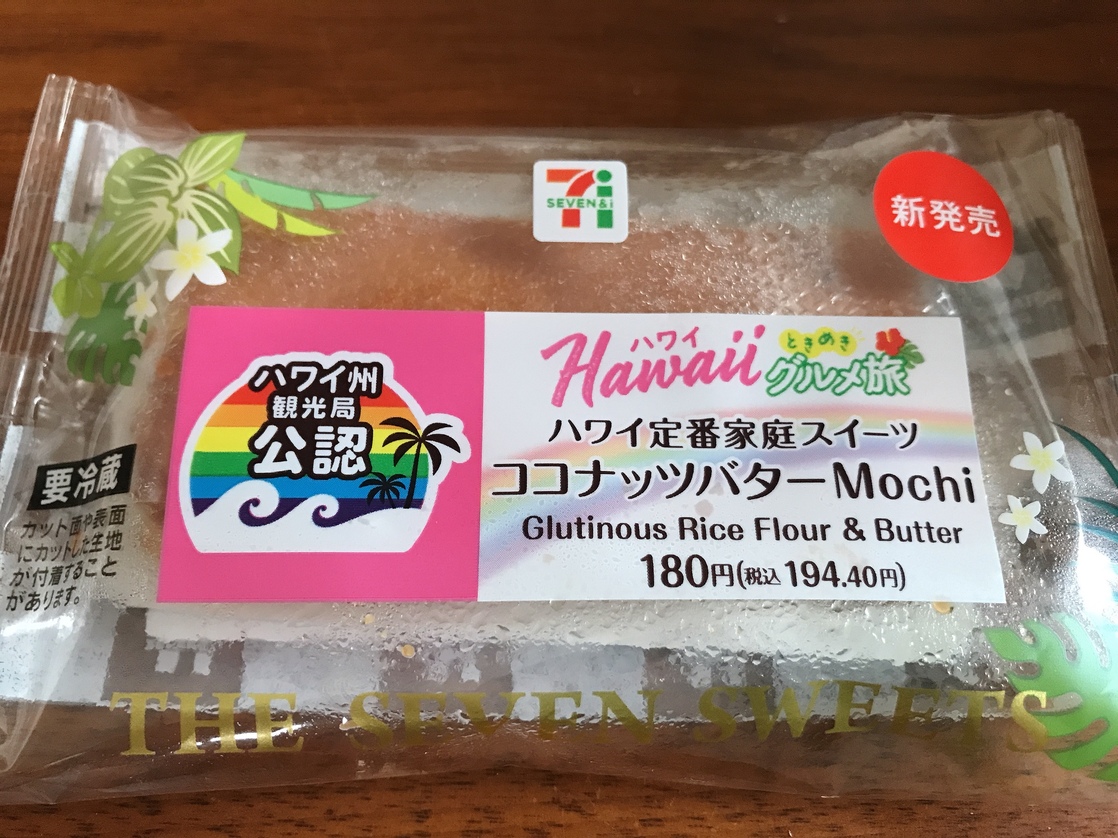 7i
SEVEN&i
新発売
ハワイ州
観光局
公認
ハワイ
Hawaii
ときめき
グルメ旅
ハワイ定番家庭スイーツ
ココナッツバターMochi
Glutinous Rice Flour & Butter
180円(税込194.40円)
要冷蔵
カット面や表面
にカットした生地
が付着すること
があります。
THE SEVEN SWEETS